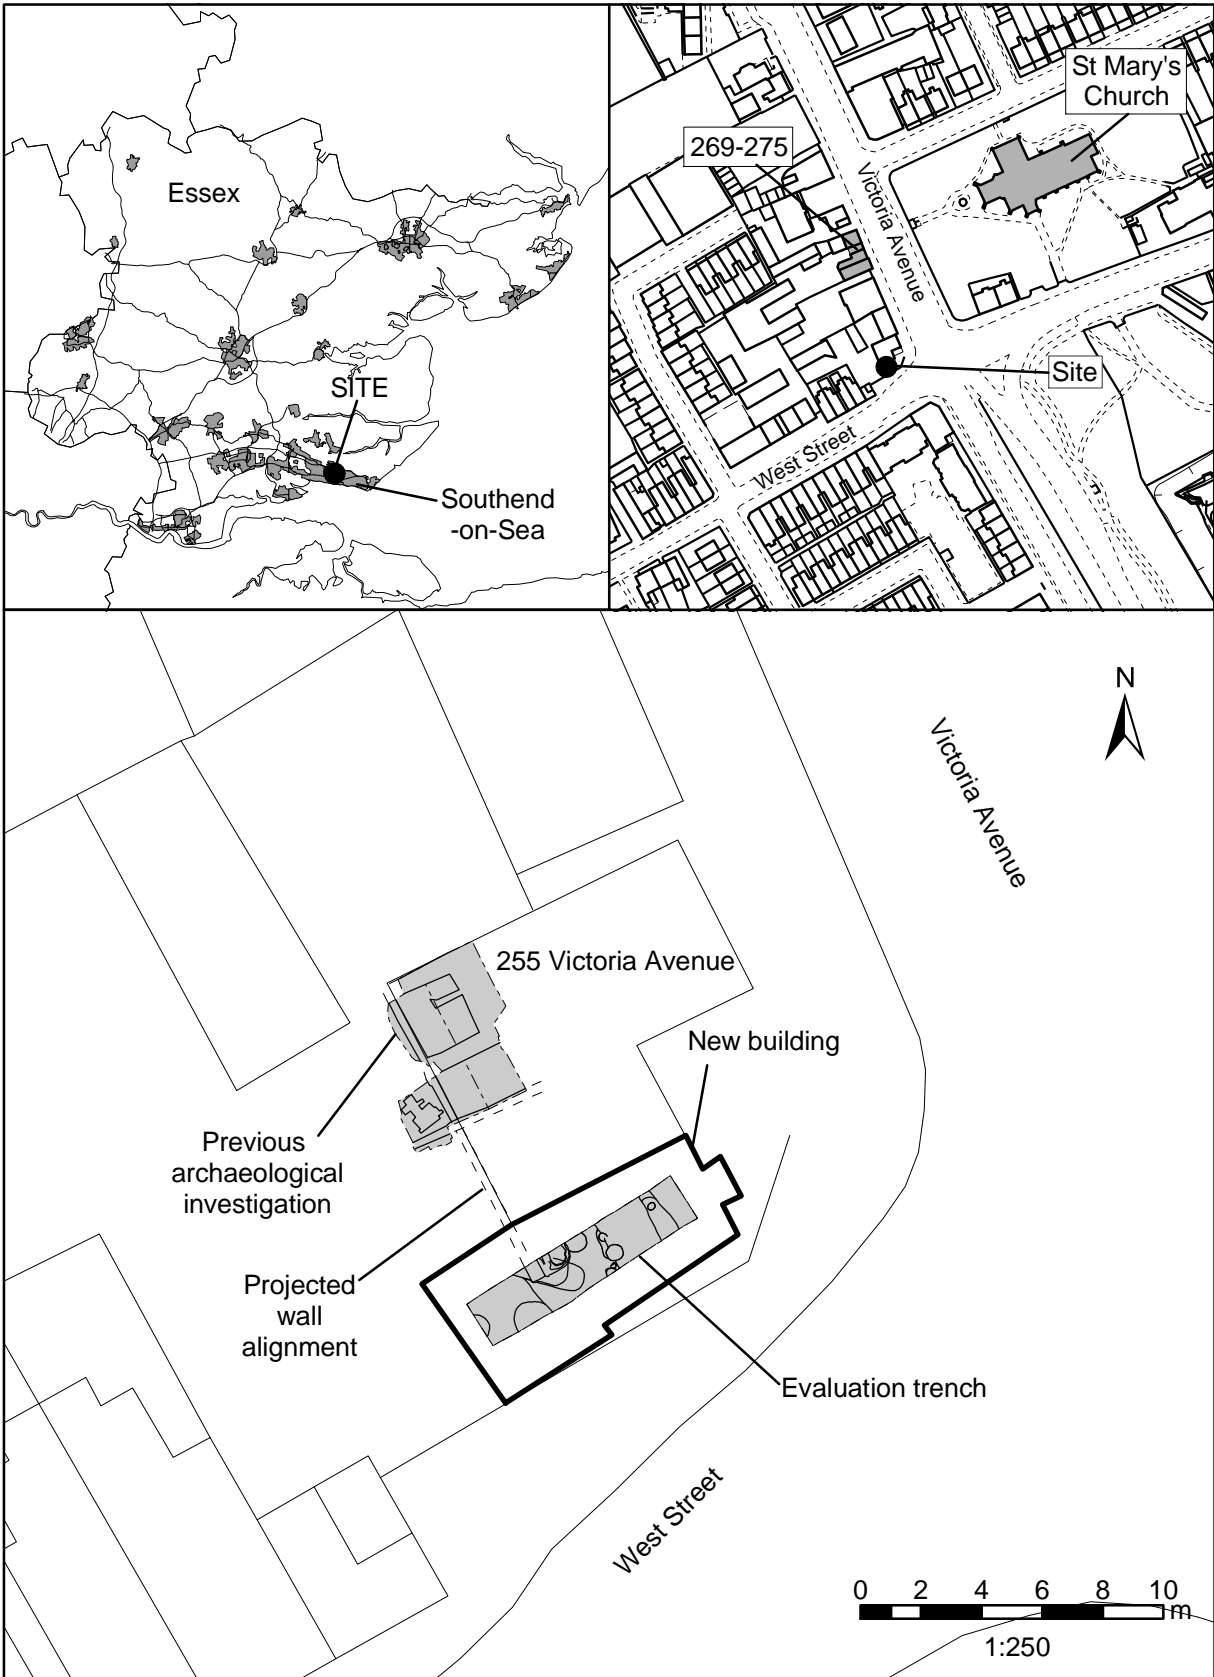 Essex
SITE
Southend
-on-Sea
St Mary's
Church
269-275
Victoria Avenue
Site
West Street
N
Victoria Avenue
255 Victoria Avenue
New building
Previous
archaeological
investigation
Projected
wall
alignment
Evaluation trench
West Street
0 2 4 6 8 10
m
1:250